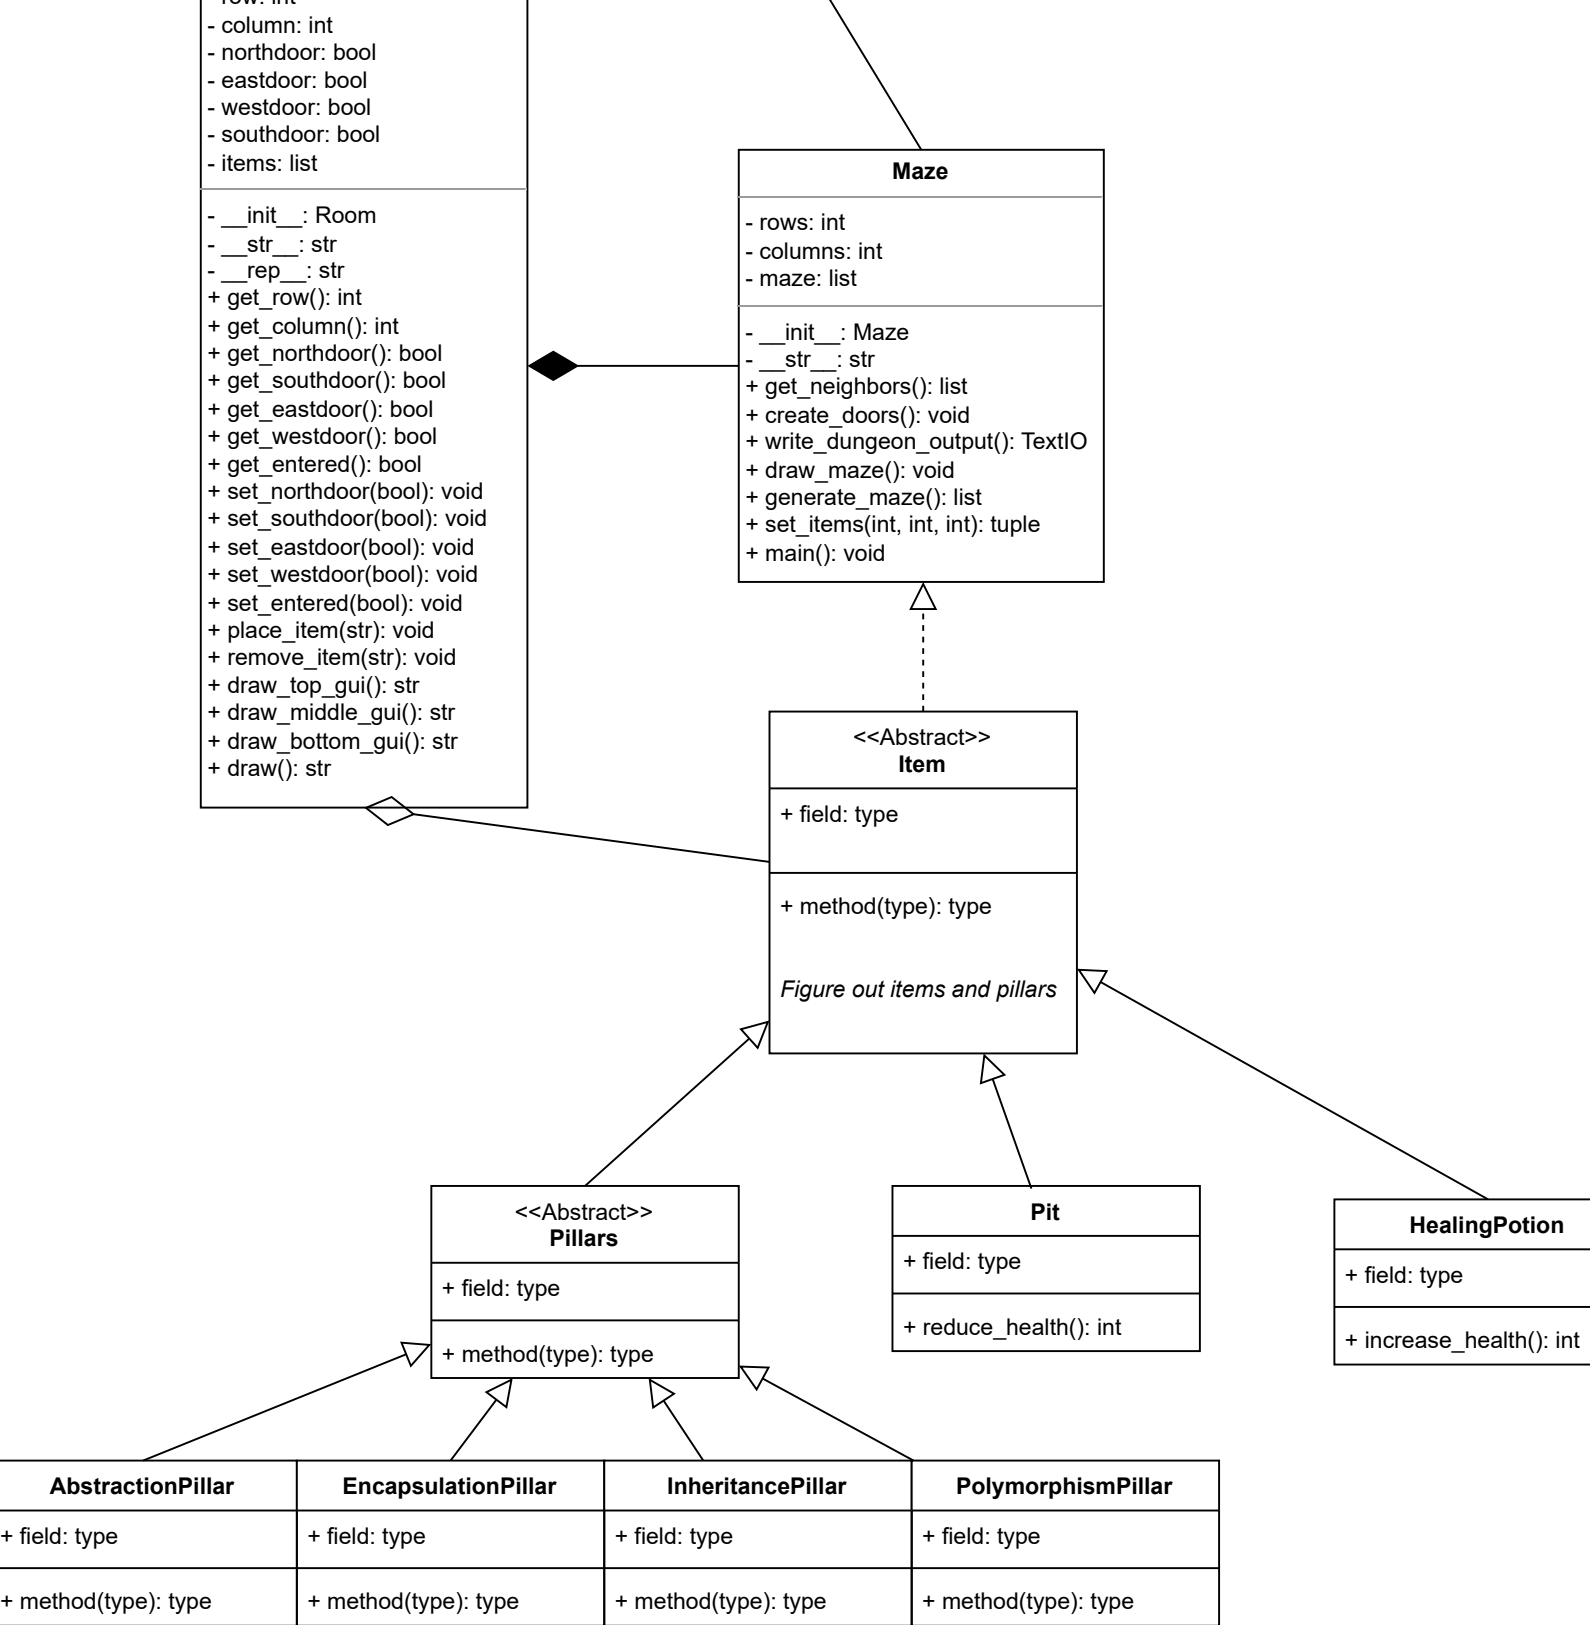 row: int
- column: int
- northdoor: bool
- eastdoor: bool
- westdoor: bool
- southdoor: bool
- items: list
- __init__: Room
- __str__: str
- __rep__: str
+ get_row(): int
+ get_column(): int
+ get_northdoor(): bool
+ get_southdoor(): bool
+ get_eastdoor(): bool
+ get_westdoor(): bool
+ get_entered(): bool
+ set_northdoor(bool): void
+ set_southdoor(bool): void
+ set_eastdoor(bool): void
+ set_westdoor(bool): void
+ set_entered(bool): void
+ place_item(str): void
+ remove_item(str): void
+ draw_top_gui(): str
+ draw_middle_gui(): str
+ draw_bottom_gui(): str
+ draw(): str
Maze
- rows: int
- columns: int
- maze: list
- __init__: Maze
- __str__: str
+ get_neighbors(): list
+ create_doors(): void
+ write_dungeon_output(): TextIO
+ draw_maze(): void
+ generate_maze(): list
+ set_items(int, int, int): tuple
+ main(): void
<<Abstract>>
Item
+ field: type
+ method(type): type
Figure out items and pillars
<<Abstract>>
Pillars
+ field: type
+ method(type): type
Pit
+ field: type
+ reduce_health(): int
HealingPotion
+ field: type
+ increase_health(): int
AbstractionPillar
+ field: type
+ method(type): type
EncapsulationPillar
+ field: type
+ method(type): type
InheritancePillar
+ field: type
+ method(type): type
PolymorphismPillar
+ field: type
+ method(type): type